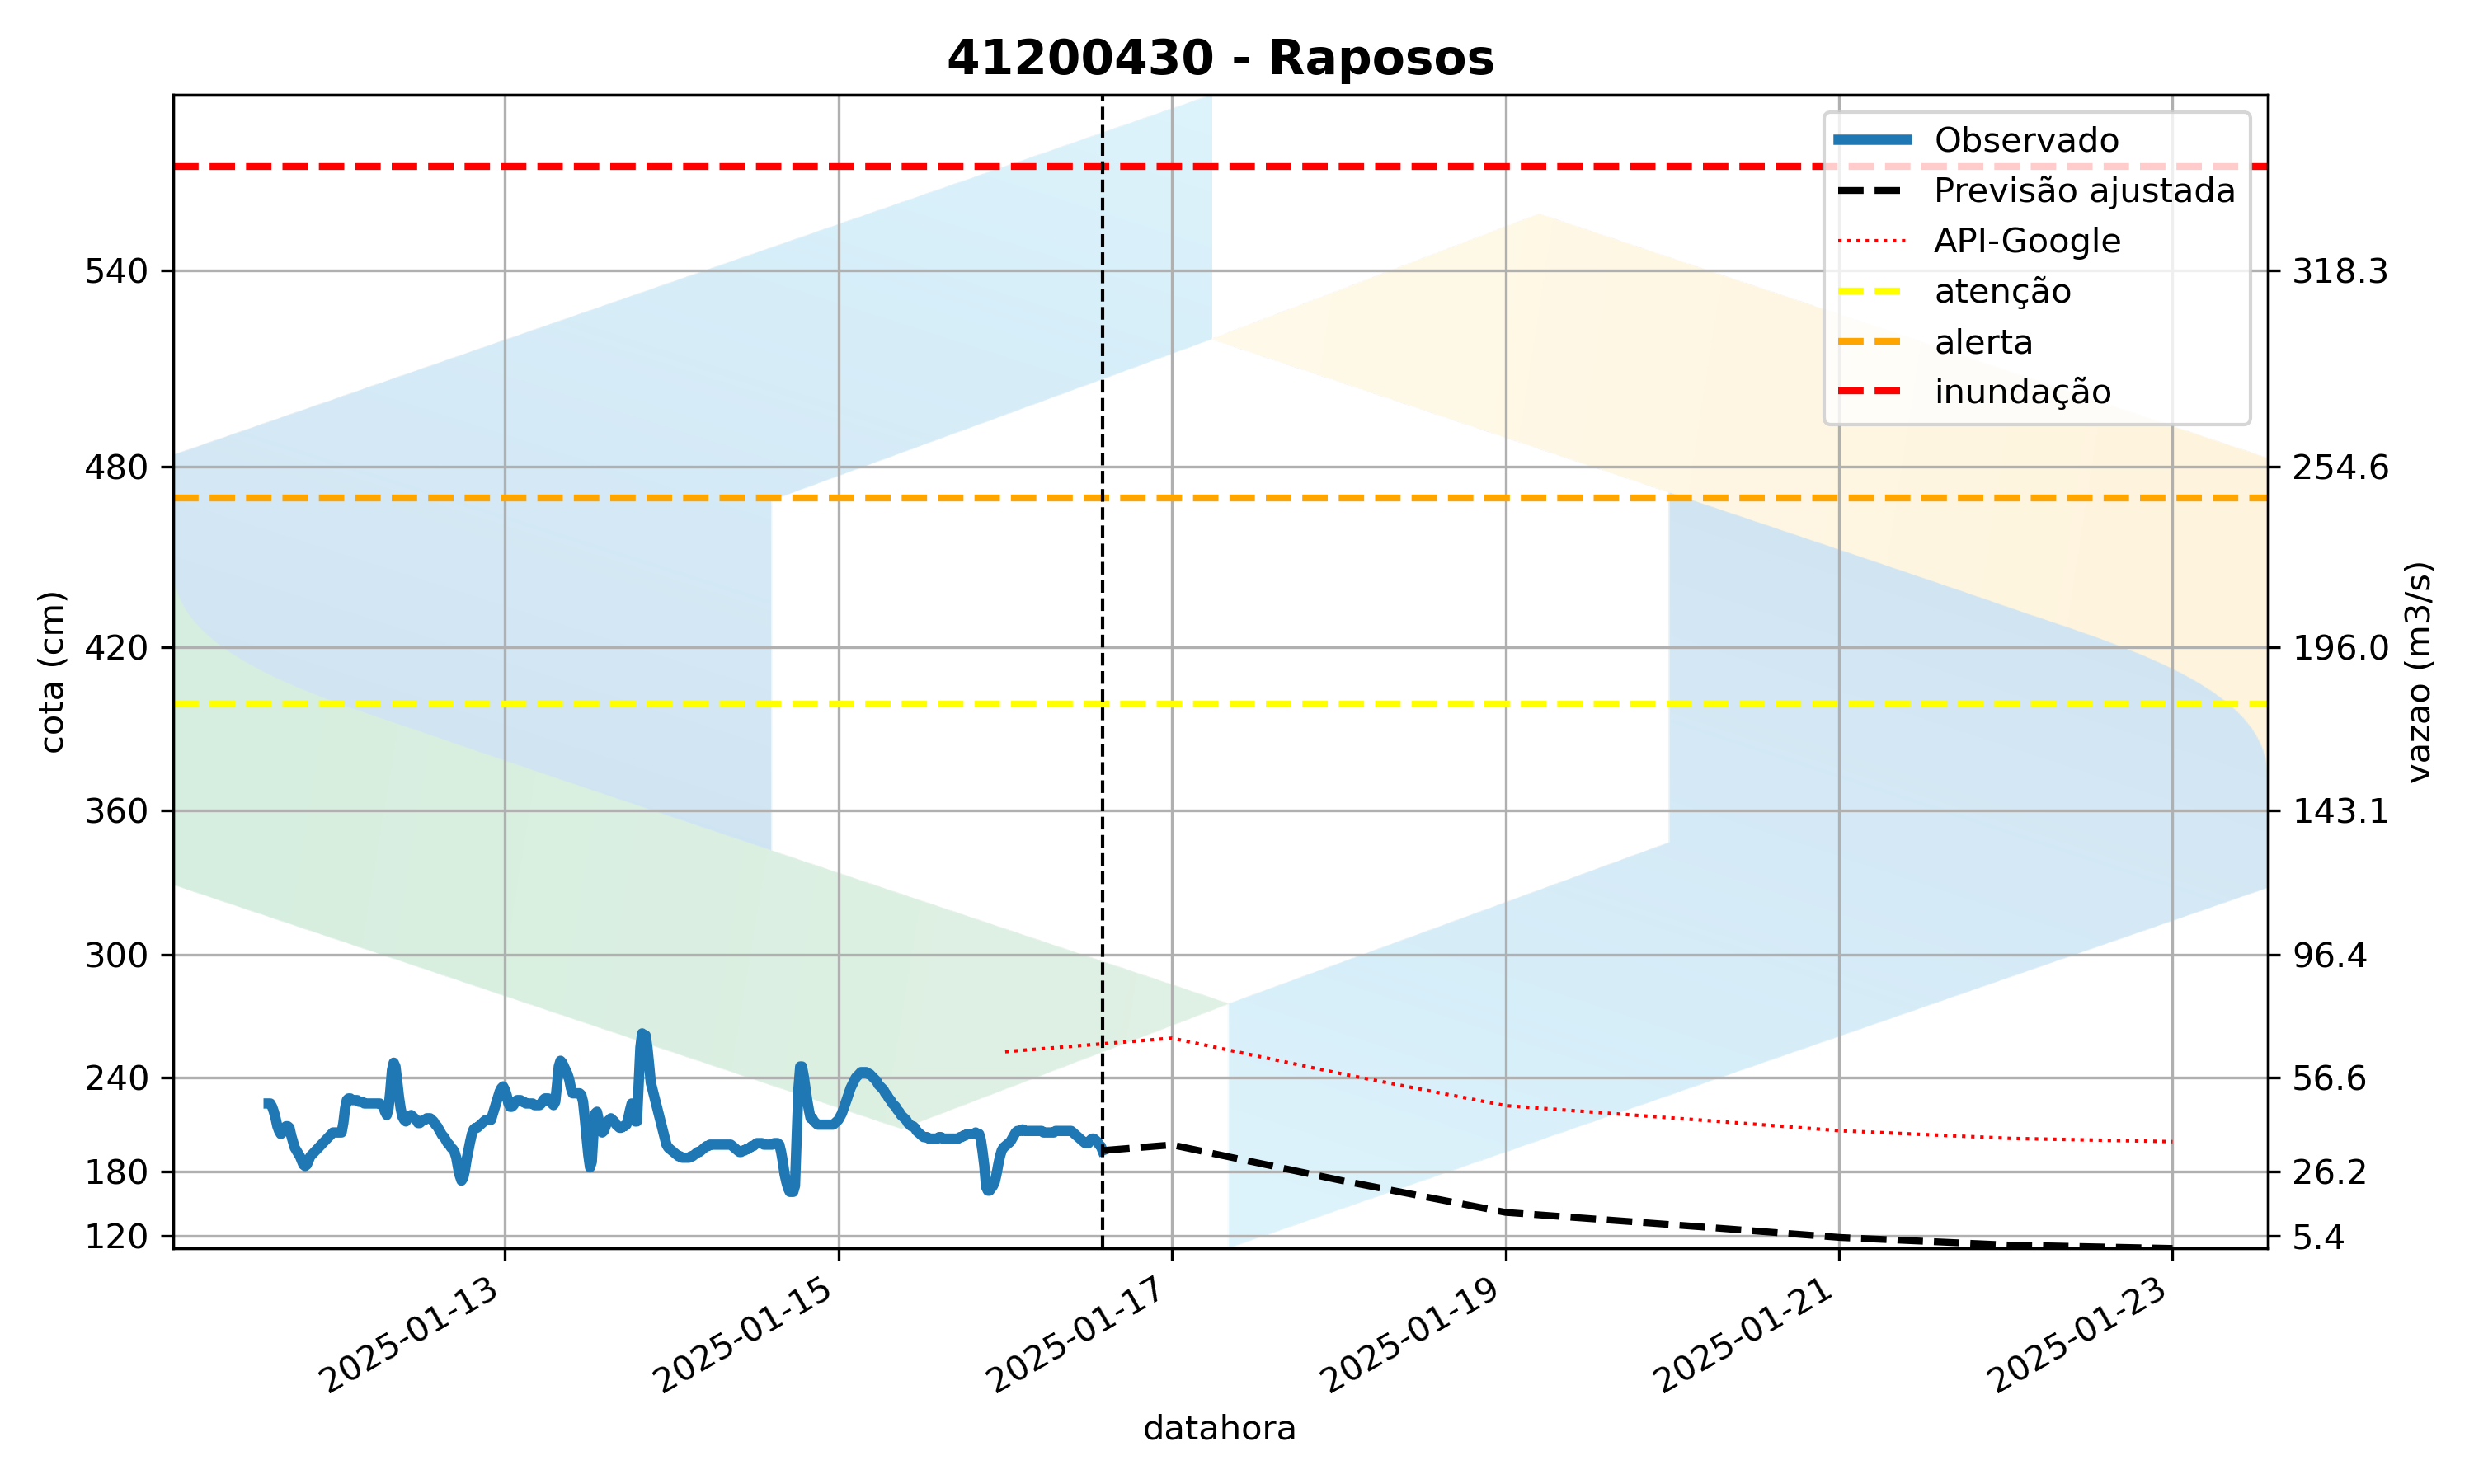 41200430 - Raposos
Observado
Previsão ajustada
API-Google
atenção
alerta
inundação
540
480
420
360
300
240
180
120
cota (cm)
318.3
254.6
196.0
143.1
96.4
56.6
26.2
5.4
vazao (m3/s)
2025-01-13
2025-01-15
2025-01-17
2025-01-19
2025-01-21
2025-01-23
datahora